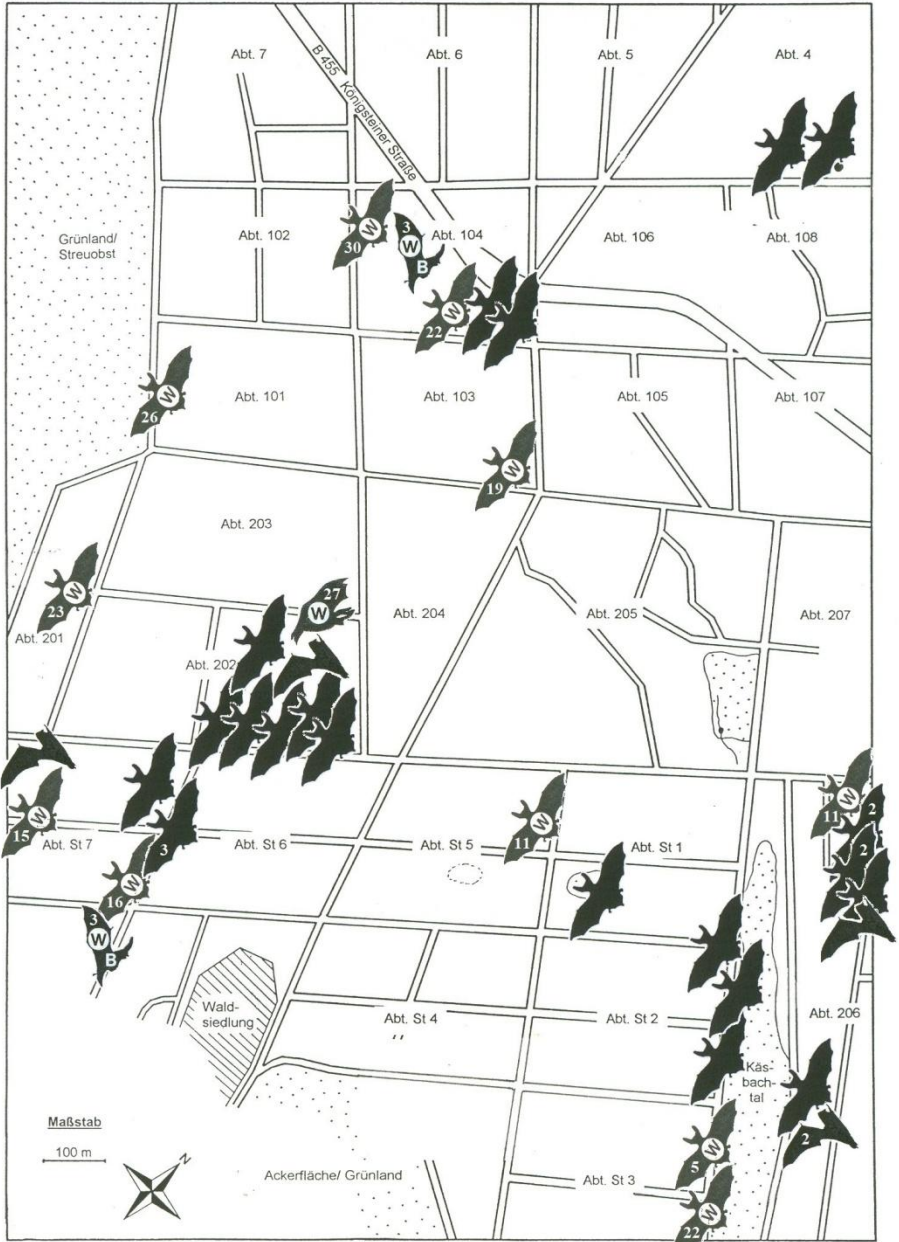 Abt. 7
Abt. 6
Abt. 5
Abt. 4
B 455 Königsteiner Straße
Grünland/
Streuobst
Abt. 102
W
30
3
W
B
Abt. 104
Abt. 106
Abt. 108
W
22
W
26
Abt. 101
Abt. 103
Abt. 105
Abt. 107
W
19
Abt. 203
W
23
Abt. 201
27
W
Abt. 204
Abt. 205
Abt. 207
Abt. 202
W
15
Abt. St 7
3
Abt. St 6
Abt. St 5
W
11
Abt. St 1
W
11
2
2
W
16
3
W
B
Wald-
siedlung
Abt. St 4
Abt. St 2
Abt. 206
Käs-
bach-
tal
2
Maßstab
100 m
N
Ackerfläche/ Grünland
W
5
Abt. St 3
W
22